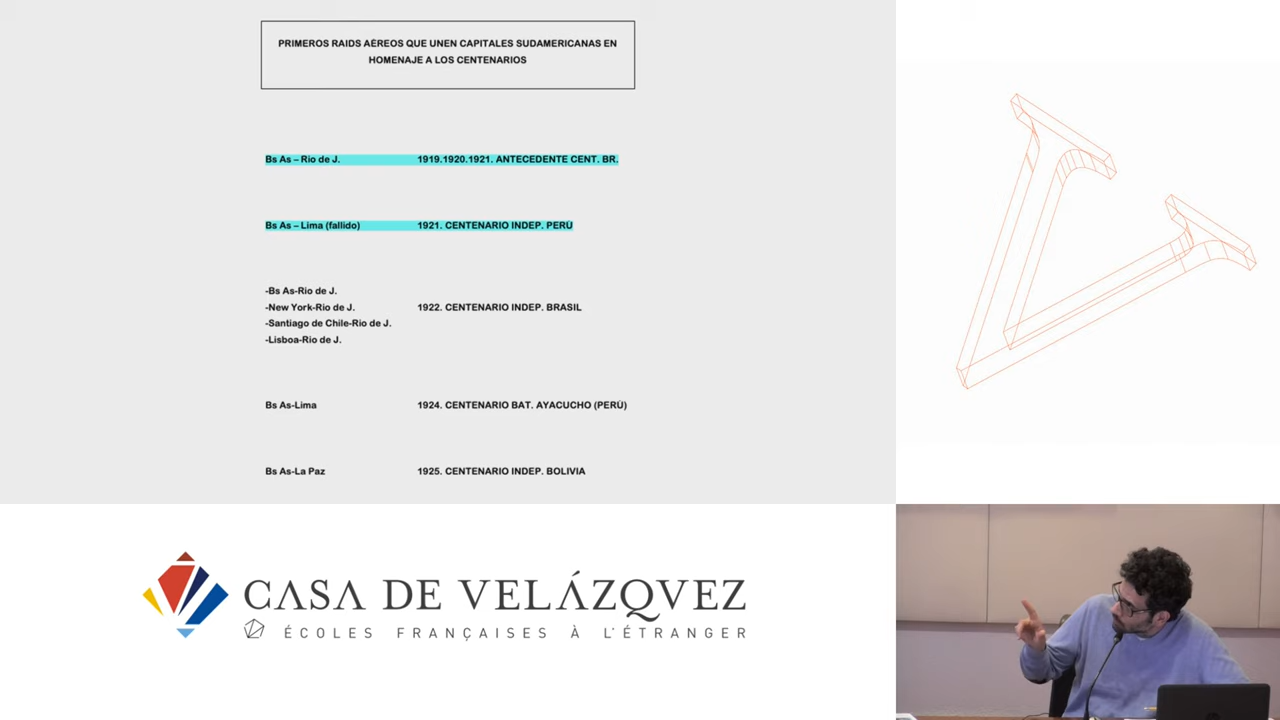 PRIMEROS RAIDS AÉREOS QUE UNEN CAPITALES SUDAMERICANAS EN
HOMENAJE A LOS CENTENARIOS
Bs As – Rio de J. 1919.1920.1921. ANTECEDENTE CENT. BR.
Bs As – Lima (fallido) 1921. CENTENARIO INDEP. PERÚ
-Bs As-Rio de J.
-New York-Rio de J. 1922. CENTENARIO INDEP. BRASIL
-Santiago de Chile-Rio de J.
-Lisboa-Rio de J.
Bs As-Lima 1924. CENTENARIO BAT. AYACUCHO (PERÚ)
Bs As-La Paz 1925. CENTENARIO INDEP. BOLIVIA
CASA DE VELÁZQVEZ
ÉCOLES FRANÇAISES À L'ÉTRANGER